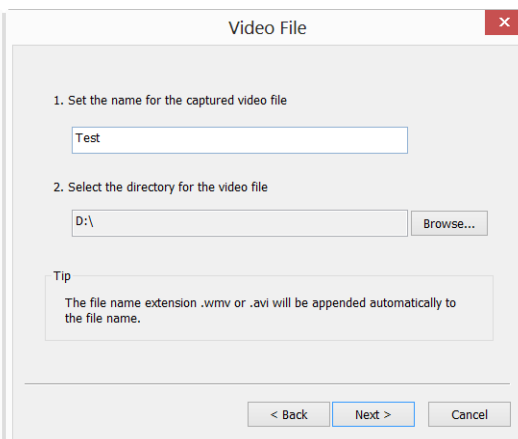 Video File
1. Set the name for the captured video file
Test
2. Select the directory for the video file
D:\
Browse...
Tip
The file name extension .wmv or .avi will be appended automatically to
the file name.
< Back
Next >
Cancel